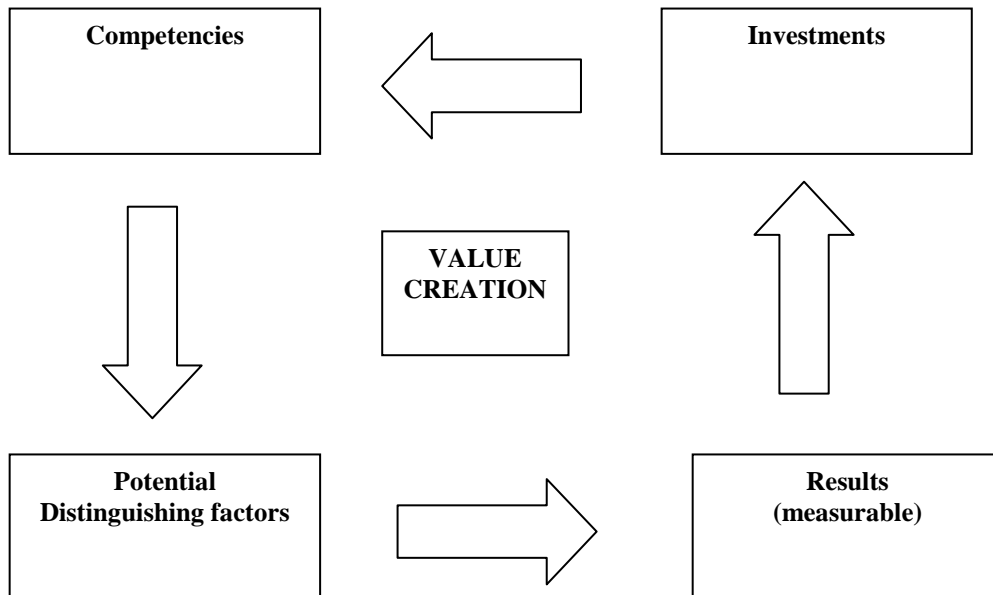 Competencies
Investments
VALUE
CREATION
Potential
Distinguishing factors
Results
(measurable)